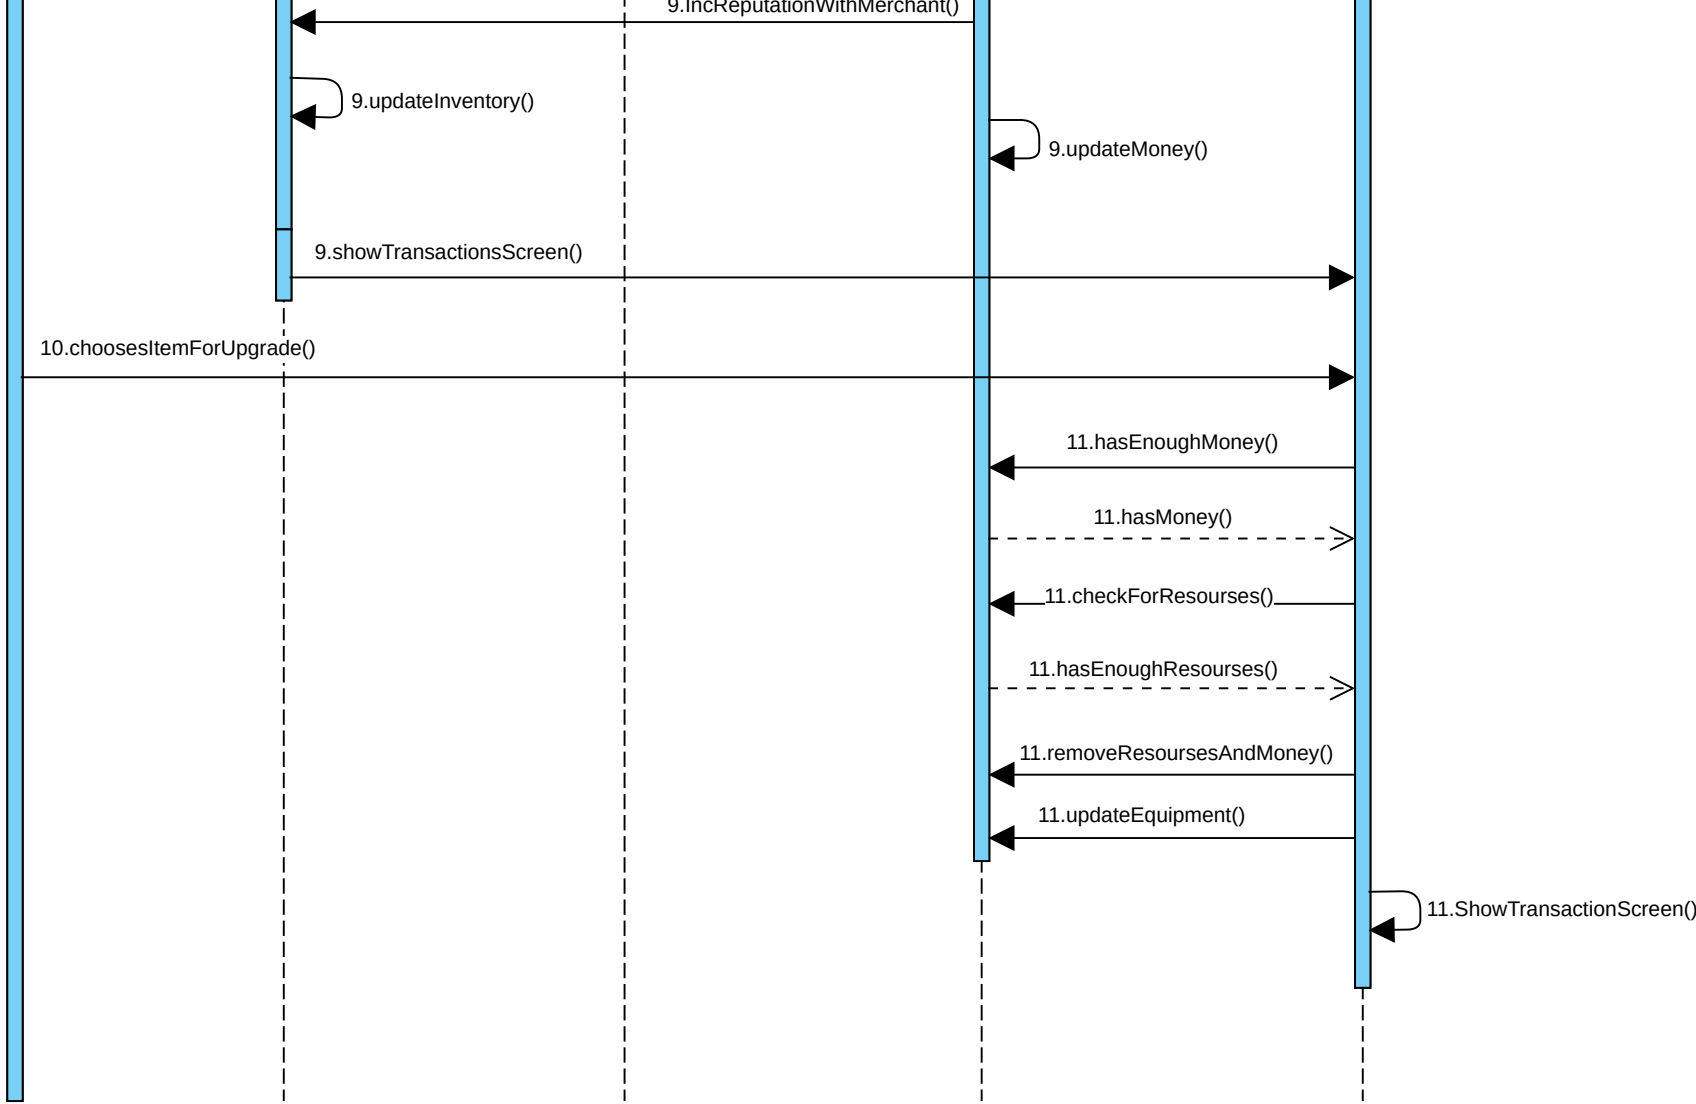 9.IncReputationWithMerchant()
9.updateInventory()
9.updateMoney()
9.showTransactionsScreen()
10.choosesItemForUpgrade()
11.hasEnoughMoney()
11.hasMoney()
11.checkForResourses()
11.hasEnoughResourses()
11.removeResoursesAndMoney()
11.updateEquipment()
11.ShowTransactionScreen()